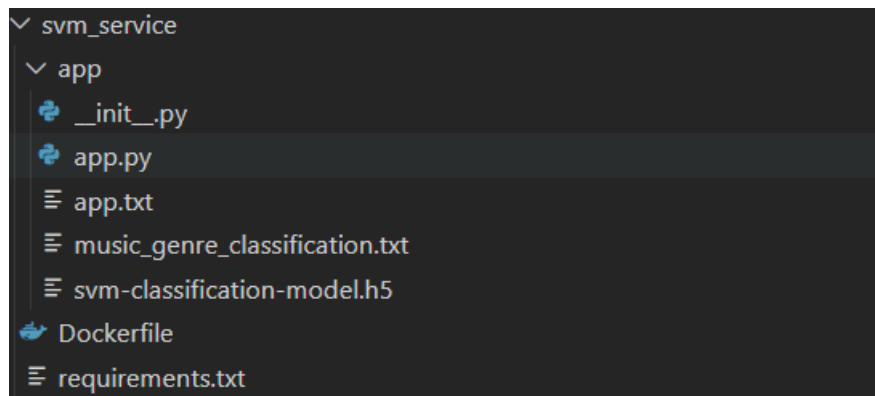 svm_service
app
__init__.py
app.py
app.txt
music_genre_classification.txt
svm-classification-model.h5
Dockerfile
requirements.txt